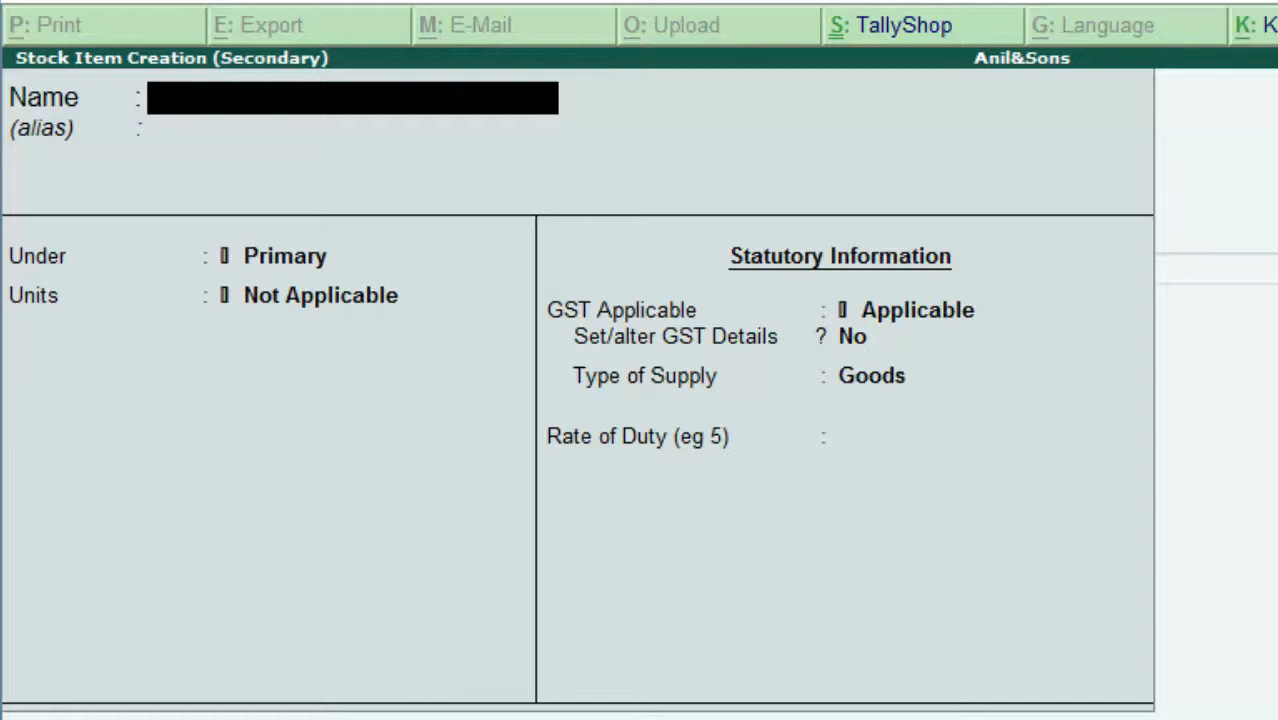 P: Print E: Export M: E-Mail O: Upload S: TallyShop G: Language K: K
Stock Item Creation (Secondary) Anil&Sons
Name :
(alias) :
Under : Primary
Units : Not Applicable
Statutory Information
GST Applicable : Applicable
Set/alter GST Details ? No
Type of Supply : Goods
Rate of Duty (eg 5) :